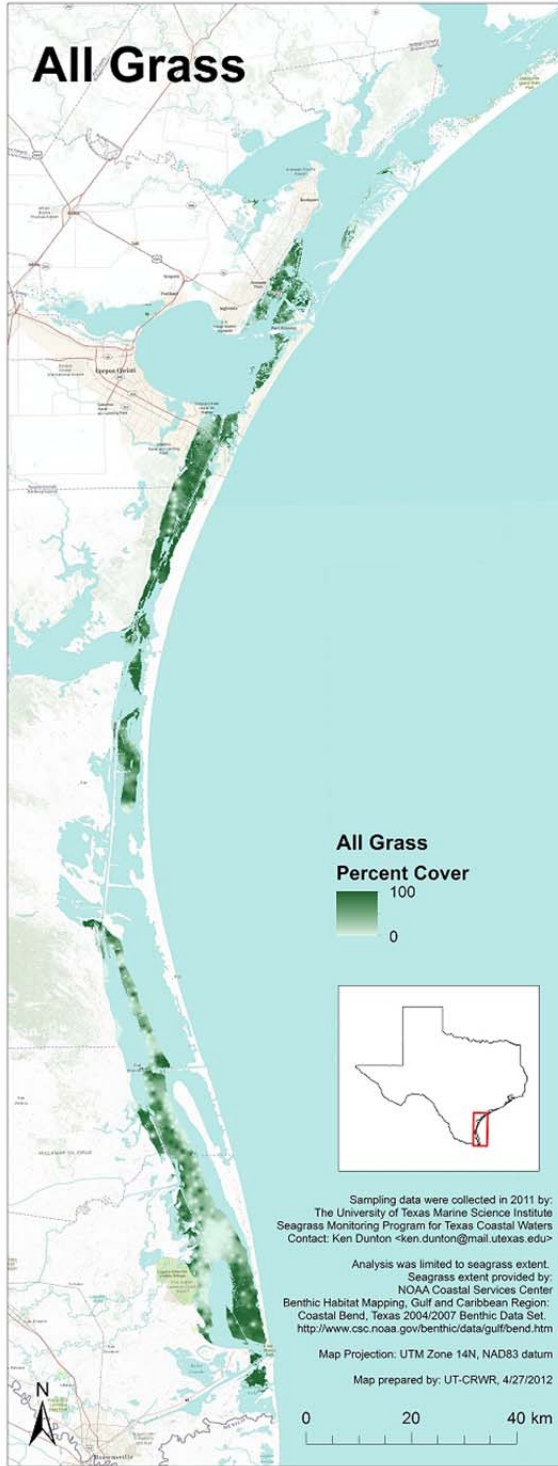 All Grass
Rockport
Ingleside
Portland
Corpus Christi
All Grass
Percent Cover
100
0
Sampling data were collected in 2011 by:
The University of Texas Marine Science Institute
Seagrass Monitoring Program for Texas Coastal Waters
Contact: Ken Dunton <ken.dunton@mail.utexas.edu>
Analysis was limited to seagrass extent.
Seagrass extent provided by:
NOAA Coastal Services Center
Benthic Habitat Mapping, Gulf and Caribbean Region:
Coastal Bend, Texas 2004/2007 Benthic Data Set.
http://www.csc.noaa.gov/benthic/data/gulf/bend.htm
Map Projection: UTM Zone 14N, NAD83 datum
Map prepared by: UT-CRWR, 4/27/2012
N
0 20 40 km
Brownsville